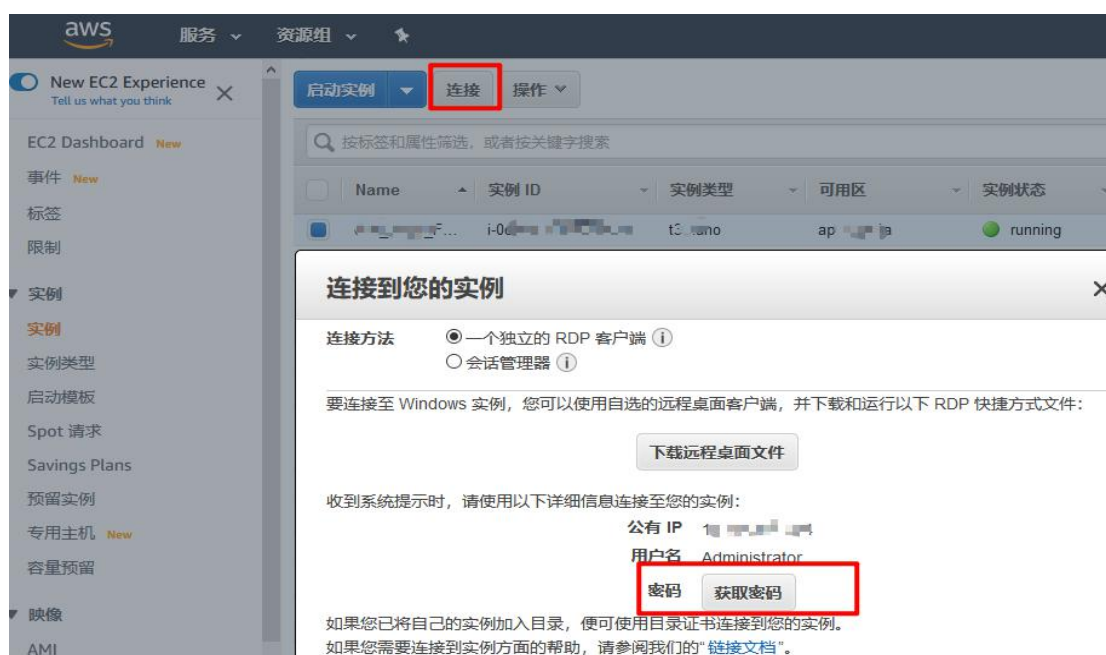 aws 服务 资源组
New EC2 Experience
Tell us what you think
启动实例 连接 操作
EC2 Dashboard New
按标签和属性筛选，或者按关键字搜索
事件 New
Name 实例 ID 实例类型 可用区 实例状态
标签
running
限制
实例
连接到您的实例
实例
连接方法 一个独立的 RDP 客户端
实例类型
会话管理器
启动模板
要连接至 Windows 实例，您可以使用自选的远程桌面客户端，并下载和运行以下 RDP 快捷方式文件：
Spot 请求
下载远程桌面文件
Savings Plans
预留实例
收到系统提示时，请使用以下详细信息连接至您的实例：
公有 IP
专用主机 New
用户名 Administrator
容量预留
密码 获取密码
映像
如果您已将自己的实例加入目录，便可使用目录证书连接到您的实例。
AMI
如果您需要连接到实例方面的帮助，请参阅我们的“链接文档”。